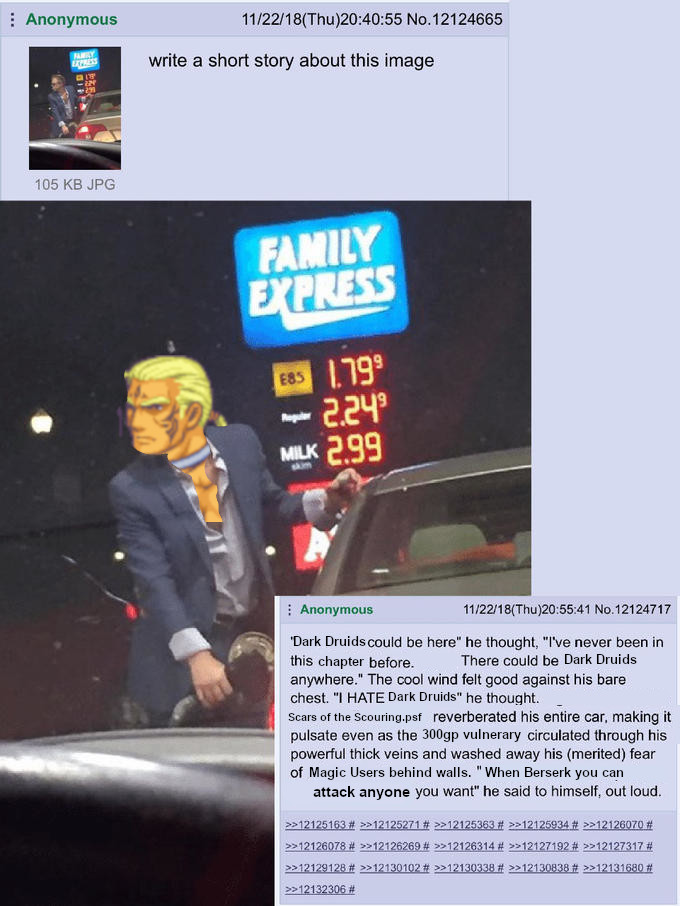 Anonymous 11/22/18(Thu)20:40:55 No.12124665
write a short story about this image
FAMILY
EXPRESS
105 KB JPG
FAMILY
EXPRESS
E85 1.79⁹
Regular 2.24⁹
MILK 2.99
skim
A
Anonymous 11/22/18(Thu)20:55:41 No.12124717
'Dark Druids could be here" he thought, "I've never been in
this chapter before. There could be Dark Druids
anywhere." The cool wind felt good against his bare
chest. "I HATE Dark Druids" he thought.
Scars of the Scouring.psf reverberated his entire car, making it
pulsate even as the 300gp vulnerary circulated through his
powerful thick veins and washed away his (merited) fear
of Magic Users behind walls. "When Berserk you can
attack anyone you want" he said to himself, out loud.
>>12125163 # >>12125271 # >>12125363 # >>12125934 # >>12126070 #
>>12126078 # >>12126269 # >>12126314 # >>12127192 # >>12127317 #
>>12129128 # >>12130102 # >>12130338 # >>12130838 # >>12131680 #
>>12132306 #